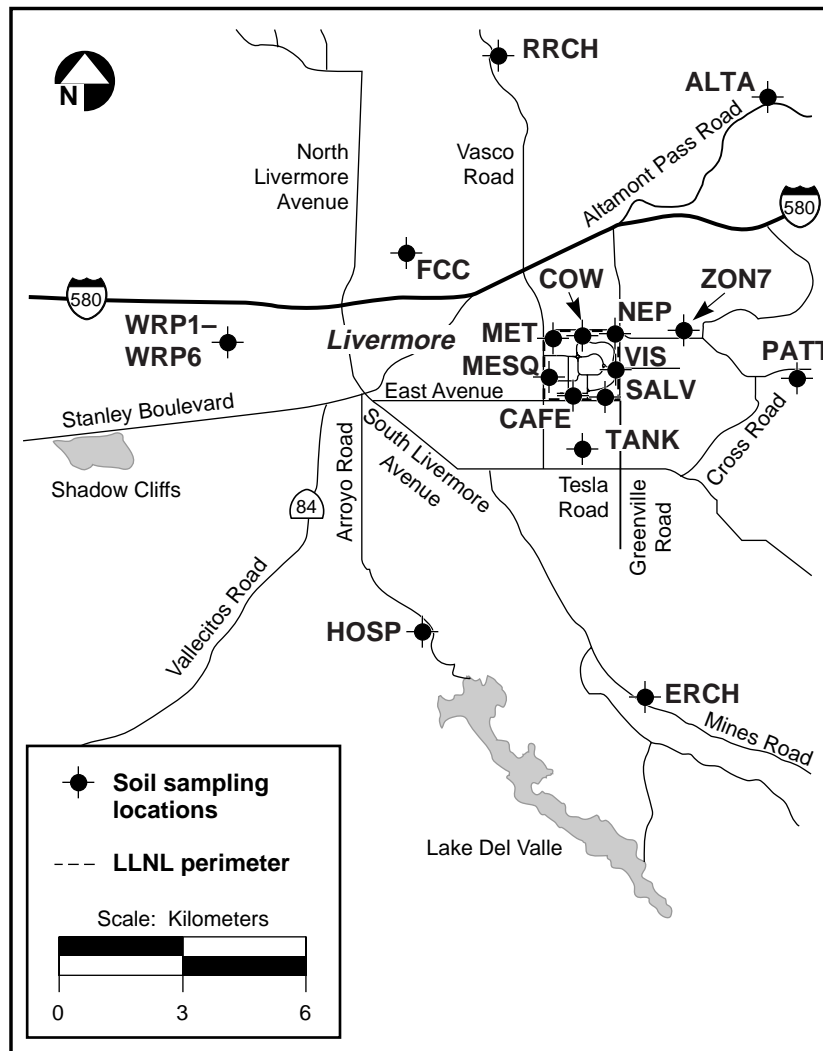 RRCH
ALTA
N
North
Livermore
Avenue
Vasco
Road
Altamont Pass Road
580
FCC
580
COW
NEP
ZON7
WRP1–
WRP6
Livermore
MET
VIS
PATT
MESQ
East Avenue
SALV
Stanley Boulevard
CAFE
South Livermore
Avenue
TANK
Cross Road
Shadow Cliffs
84
Arroyo Road
Tesla
Road
Greenville
Road
Vallecitos Road
HOSP
ERCH
Mines Road
Lake Del Valle
Soil sampling
locations
LLNL perimeter
Scale: Kilometers
0 3 6